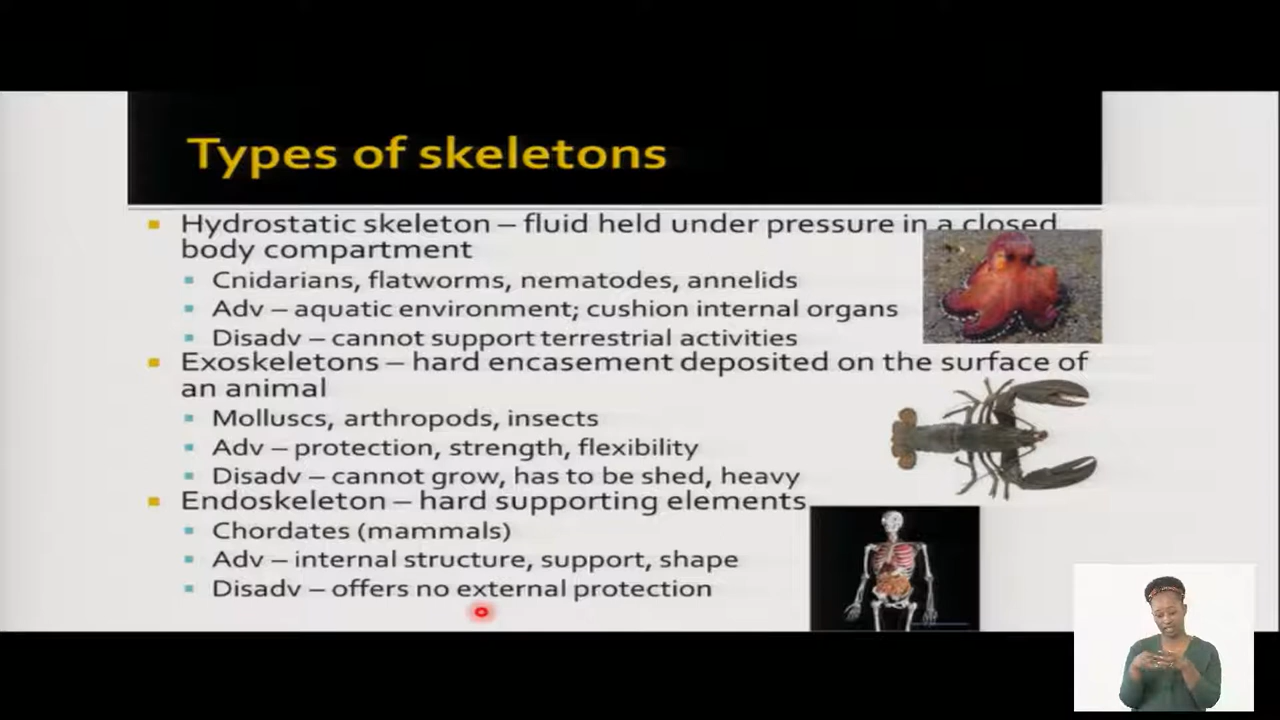 Types of skeletons
Hydrostatic skeleton – fluid held under pressure in a closed
body compartment
Cnidarians, flatworms, nematodes, annelids
Adv – aquatic environment; cushion internal organs
Disadv – cannot support terrestrial activities
Exoskeletons – hard encasement deposited on the surface of
an animal
Molluscs, arthropods, insects
Adv – protection, strength, flexibility
Disadv – cannot grow, has to be shed, heavy
Endoskeleton – hard supporting elements
Chordates (mammals)
Adv – internal structure, support, shape
Disadv – offers no external protection